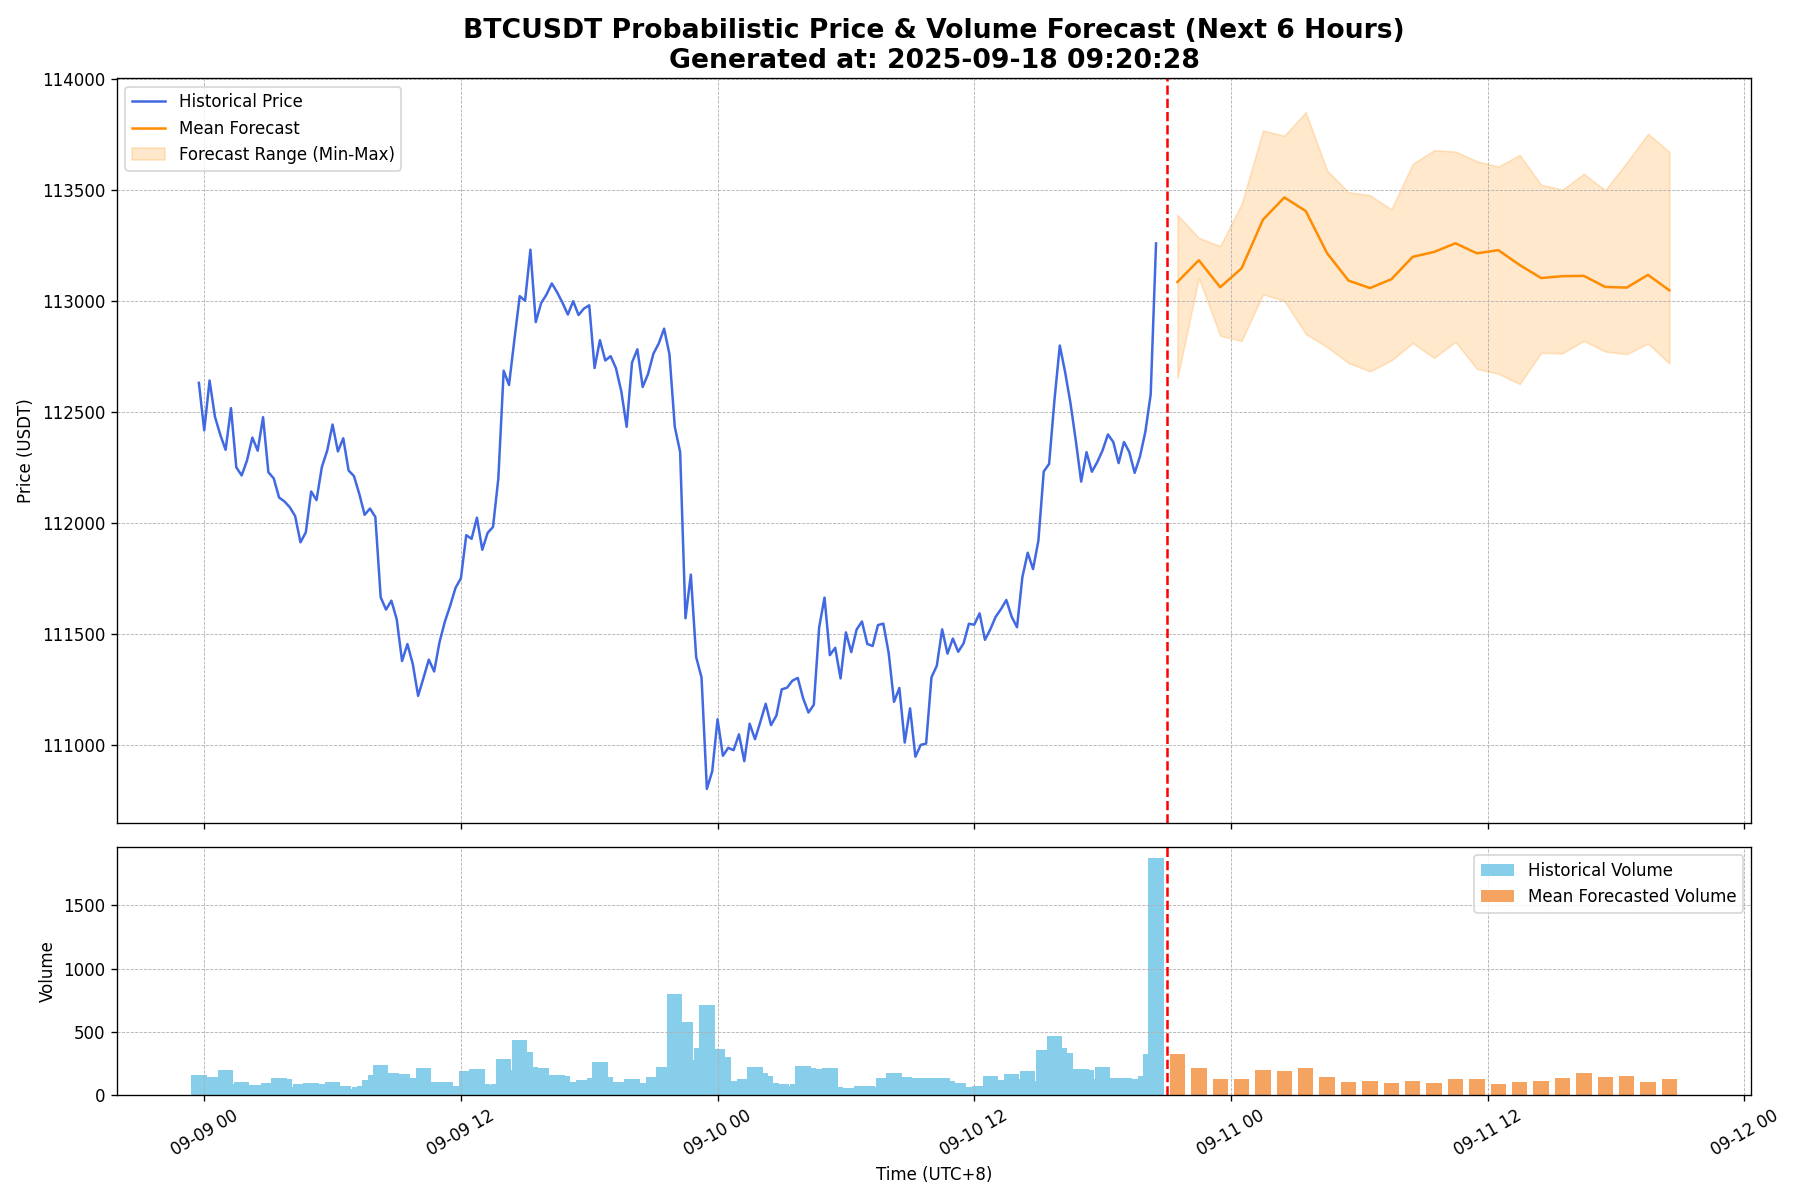 BTCUSDT Probabilistic Price & Volume Forecast (Next 6 Hours)
Generated at: 2025-09-18 09:20:28
Historical Price
Mean Forecast
Forecast Range (Min-Max)
Price (USDT)
114000
113500
113000
112500
112000
111500
111000
Historical Volume
Mean Forecasted Volume
Volume
1500
1000
500
0
09-09 00
09-09 12
09-10 00
09-10 12
09-11 00
09-11 12
09-12 00
Time (UTC+8)